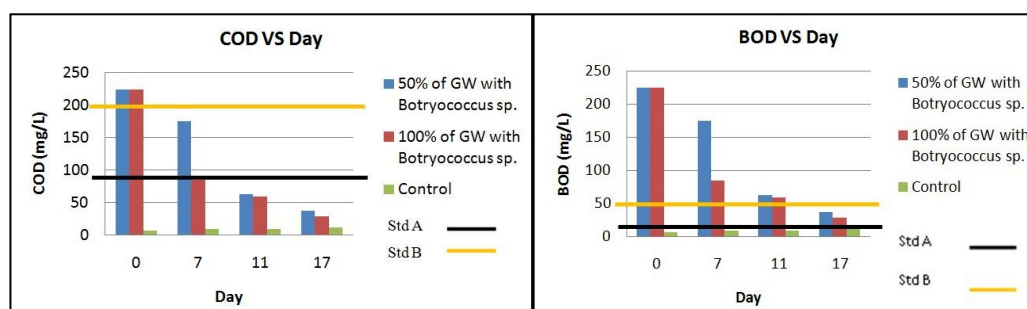 COD VS Day
250
200
150
100
50
0
COD (mg/L)
0 7 11 17
Day
50% of GW with
Botryococcus sp.
100% of GW with
Botryococcus sp.
Control
Std A
Std B
BOD VS Day
250
200
150
100
50
0
BOD (mg/L)
0 7 11 17
Day
50% of GW with
Botryococcus sp.
100% of GW with
Botryococcus sp.
Control
Std A
Std B